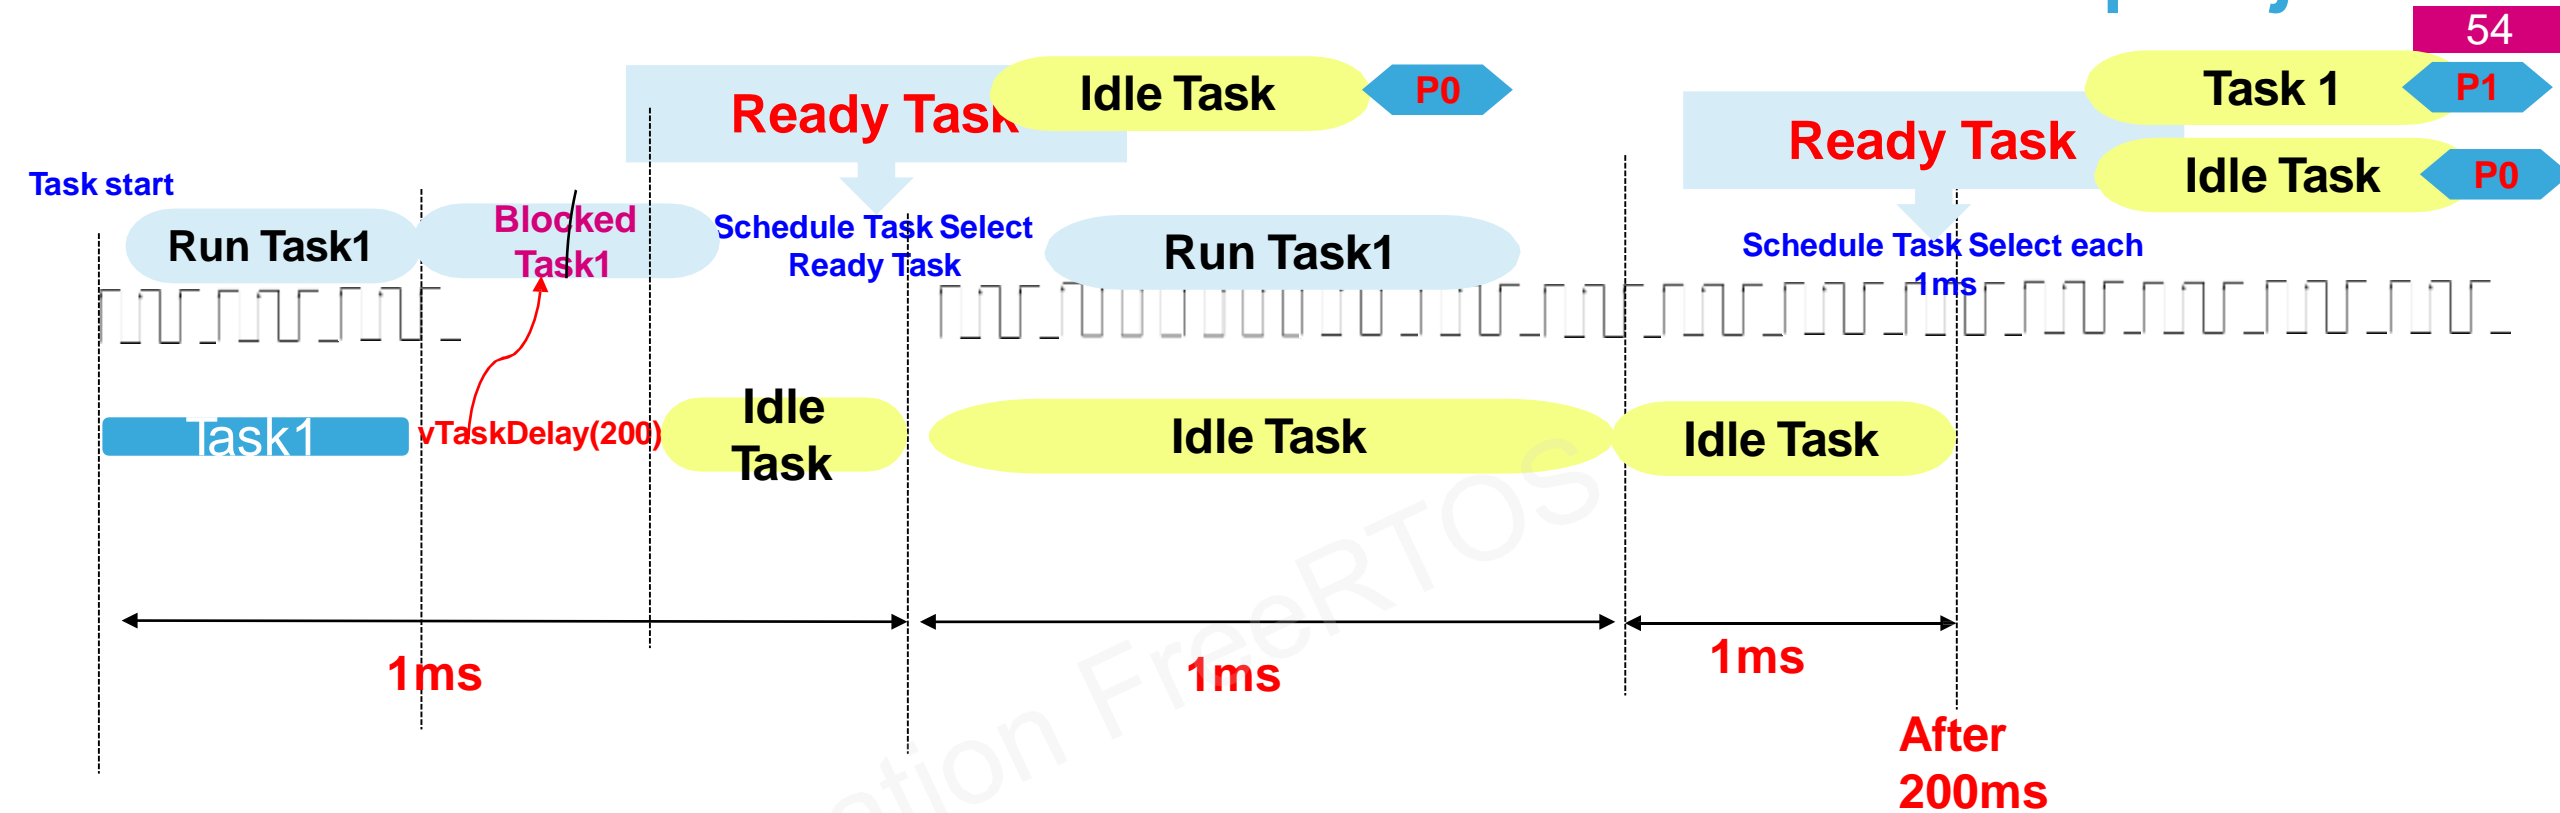 54
Idle Task
P0
Task 1
P1
Ready Task
Ready Task
Idle Task
P0
Task start
Run Task1
Blocked
Task1
Schedule Task Select
Ready Task
Run Task1
Schedule Task Select each
1ms
Task1
vTaskDelay(200)
Idle
Task
Idle Task
Idle Task
1ms
1ms
1ms
After
200ms
ation FreeRTOS